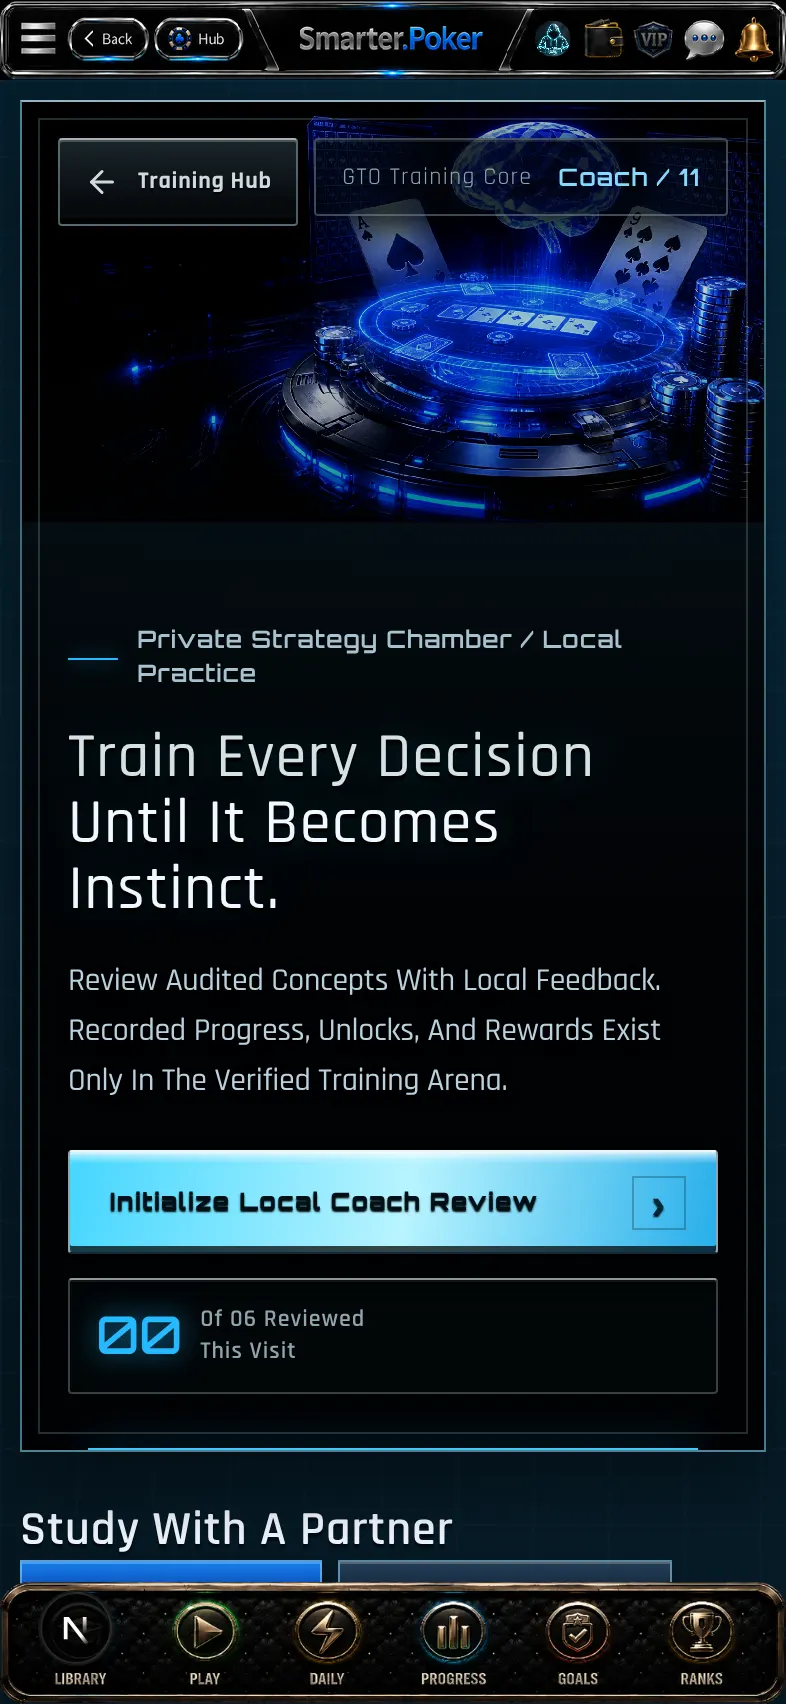 Back
Hub
Smarter.Poker
VIP
Training Hub
GTO Training Core
Coach / 11
A
9
Private Strategy Chamber / Local
Practice
Train Every Decision
Until It Becomes
Instinct.
Review Audited Concepts With Local Feedback.
Recorded Progress, Unlocks, And Rewards Exist
Only In The Verified Training Arena.
Initialize Local Coach Review
00
Of 06 Reviewed
This Visit
Study With A Partner
N
LIBRARY
PLAY
DAILY
PROGRESS
GOALS
RANKS